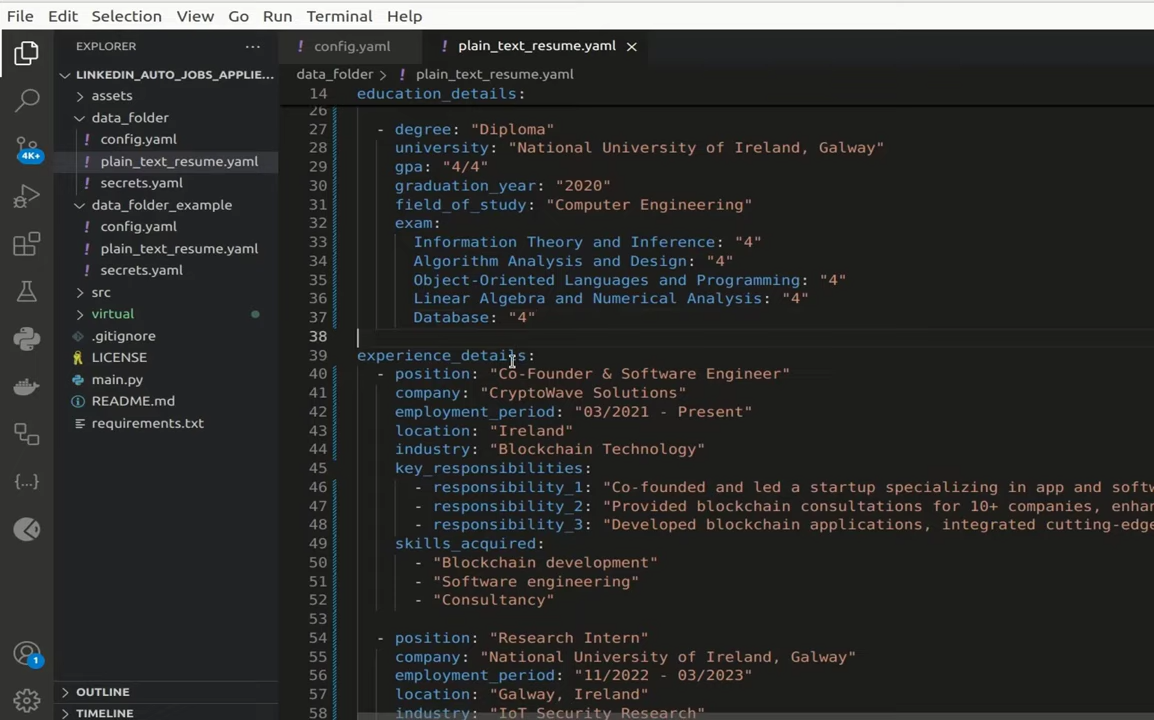 File Edit Selection View Go Run Terminal Help
EXPLORER ...
config.yaml
plain_text_resume.yaml
LINKEDIN_AUTO_JOBS_APPLIE...
assets
data_folder
config.yaml
plain_text_resume.yaml
secrets.yaml
data_folder_example
config.yaml
plain_text_resume.yaml
secrets.yaml
src
virtual
.gitignore
LICENSE
main.py
README.md
requirements.txt
OUTLINE
TIMELINE
4K+
1
data_folder > ! plain_text_resume.yaml
14 education_details:
26
27 - degree: "Diploma"
28 university: "National University of Ireland, Galway"
29 gpa: "4/4"
30 graduation_year: "2020"
31 field_of_study: "Computer Engineering"
32 exam:
33 Information Theory and Inference: "4"
34 Algorithm Analysis and Design: "4"
35 Object-Oriented Languages and Programming: "4"
36 Linear Algebra and Numerical Analysis: "4"
37 Database: "4"
38
39 experience_details:
40 - position: "Co-Founder & Software Engineer"
41 company: "CryptoWave Solutions"
42 employment_period: "03/2021 - Present"
43 location: "Ireland"
44 industry: "Blockchain Technology"
45 key_responsibilities:
46 - responsibility_1: "Co-founded and led a startup specializing in app and softw
47 - responsibility_2: "Provided blockchain consultations for 10+ companies, enhan
48 - responsibility_3: "Developed blockchain applications, integrated cutting-edge
49 skills_acquired:
50 - "Blockchain development"
51 - "Software engineering"
52 - "Consultancy"
53
54 - position: "Research Intern"
55 company: "National University of Ireland, Galway"
56 employment_period: "11/2022 - 03/2023"
57 location: "Galway, Ireland"
58 industry: "IoT Security Research"